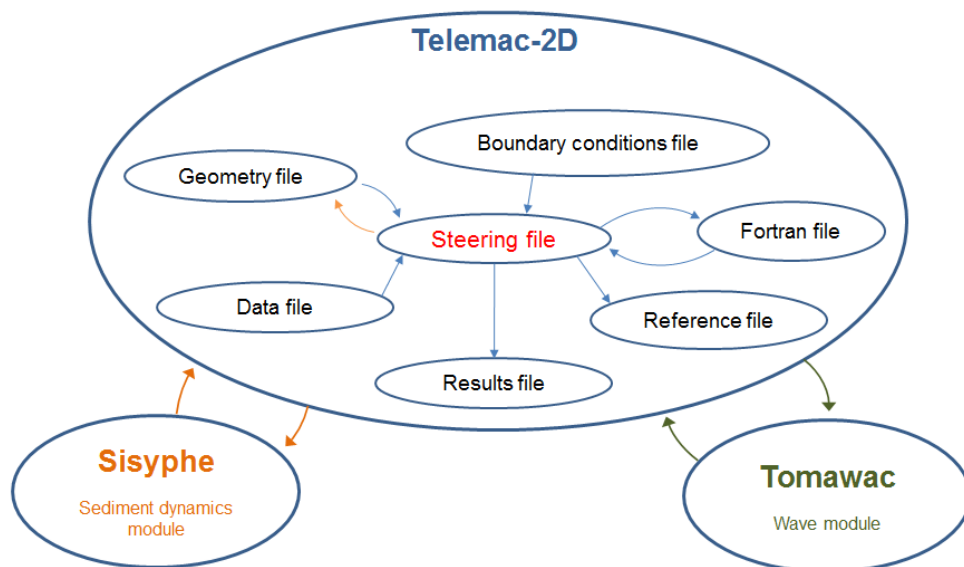 Telemac-2D
Boundary conditions file
Geometry file
Steering file
Fortran file
Data file
Reference file
Results file
Sisyphe
Sediment dynamics
module
Tomawac
Wave module